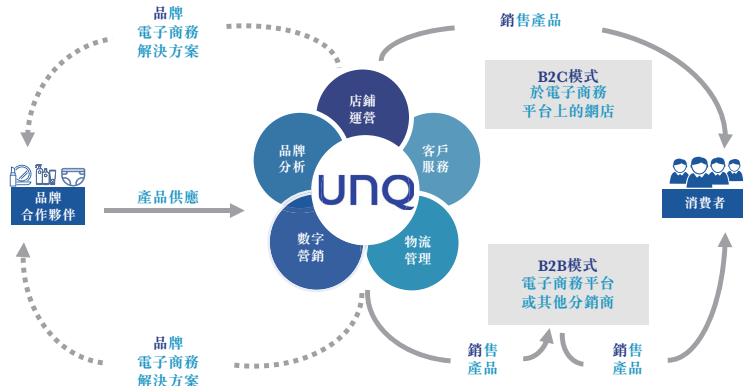 品牌
電子商務
解決方案
銷售產品
B2C模式
於電子商務
平台上的網店
店鋪
運營
品牌
分析
客戶
服務
UNQ
品牌
合作夥伴
產品供應
消費者
數字
營銷
物流
管理
B2B模式
電子商務平台
或其他分銷商
品牌
電子商務
解決方案
銷售
產品
銷售
產品